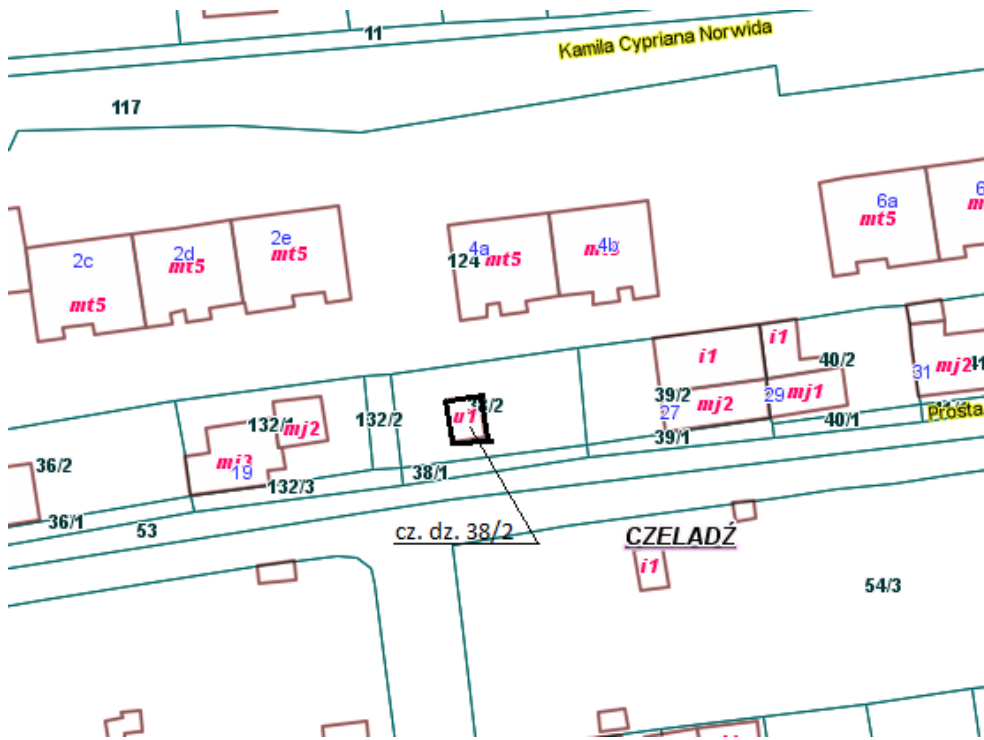 11
Kamila Cypriana Norwida
117
6a
mt5
2c
mt5
2d
mt5
2e
mt5
4a
124 mt5
4b
i1
i1
40/2
39/2
27
mj2
29
mj1
31
mj2
Prosta
40/1
39/1
132/1
mj2
132/2
u1
mj3
19
132/3
38/1
36/2
36/1
53
cz. dz. 38/2
CZELADŹ
i1
54/3